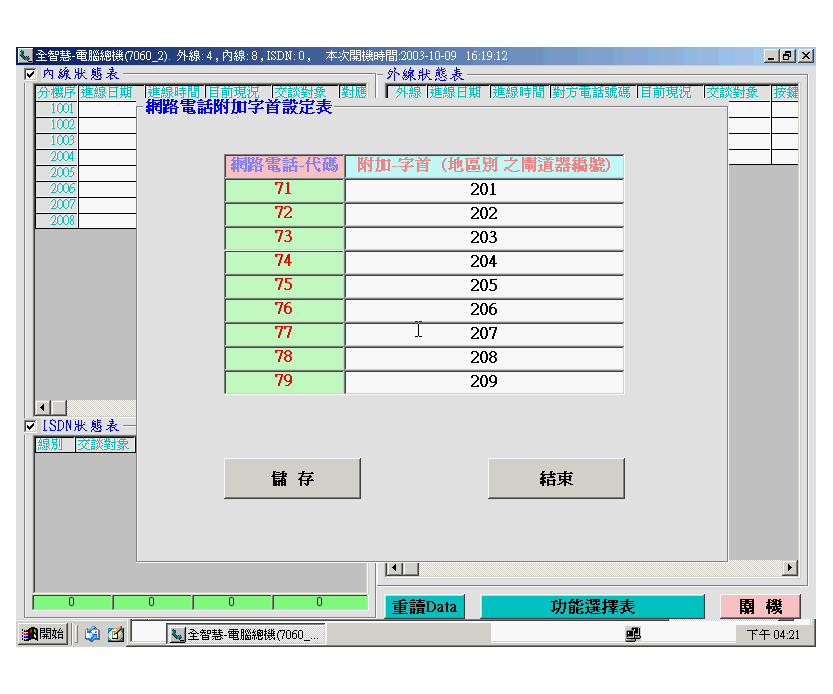 全智慧-電腦總機(7060_2). 外線: 4 , 內線: 8 , ISDN: 0 ,    本次開機時間:2003-10-09   16:19:12
內線狀態表
外線狀態表
分機序 進線日期 進線時間 目前現況 交談對象 對應
外線 進線日期 進線時間 對方電話號碼 目前現況 交談對象 按鍵
1001
1002
1003
2004
2005
2006
2007
2008
網路電話附加字首設定表
網路電話-代碼 附加-字首 (地區別 之閘道器編號)
71 201
72 202
73 203
74 204
75 205
76 206
77 207
78 208
79 209
儲 存 結束
ISDN狀態表
線別 交談對象
0 0 0 0
重讀Data 功能選擇表 關 機
開始 全智慧-電腦總機(7060_... 下午 04:21